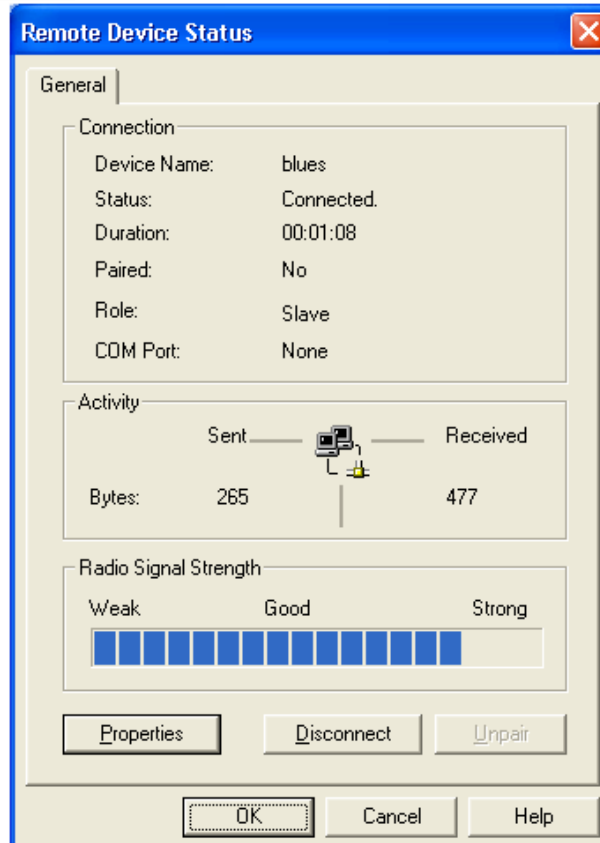 Remote Device Status
General
Connection
Device Name: blues
Status: Connected.
Duration: 00:01:08
Paired: No
Role: Slave
COM Port: None
Activity
Sent Received
Bytes: 265 477
Radio Signal Strength
Weak Good Strong
Properties Disconnect Unpair
OK Cancel Help